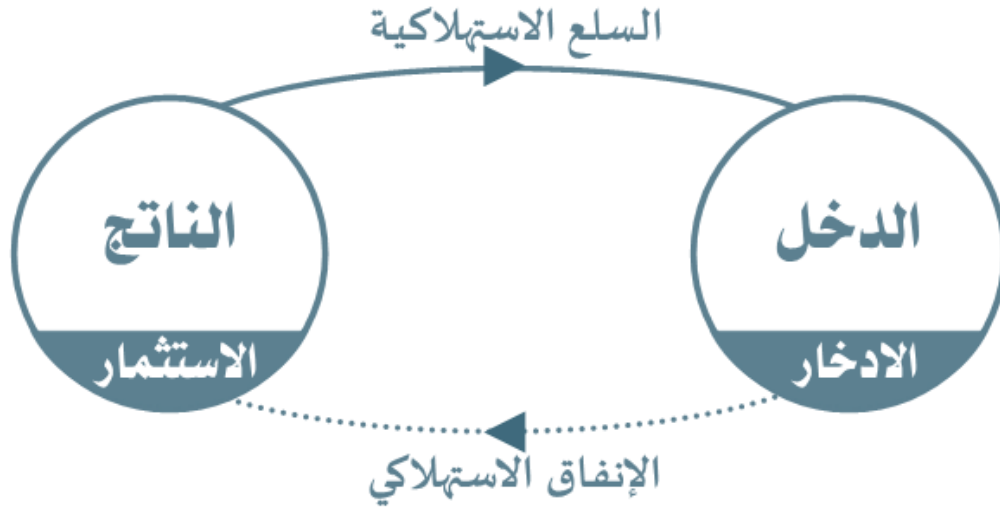 السلع الاستهلاكية
الدخل
الادخار
الناتج
الاستثمار
الإنفاق الاستهلاكي